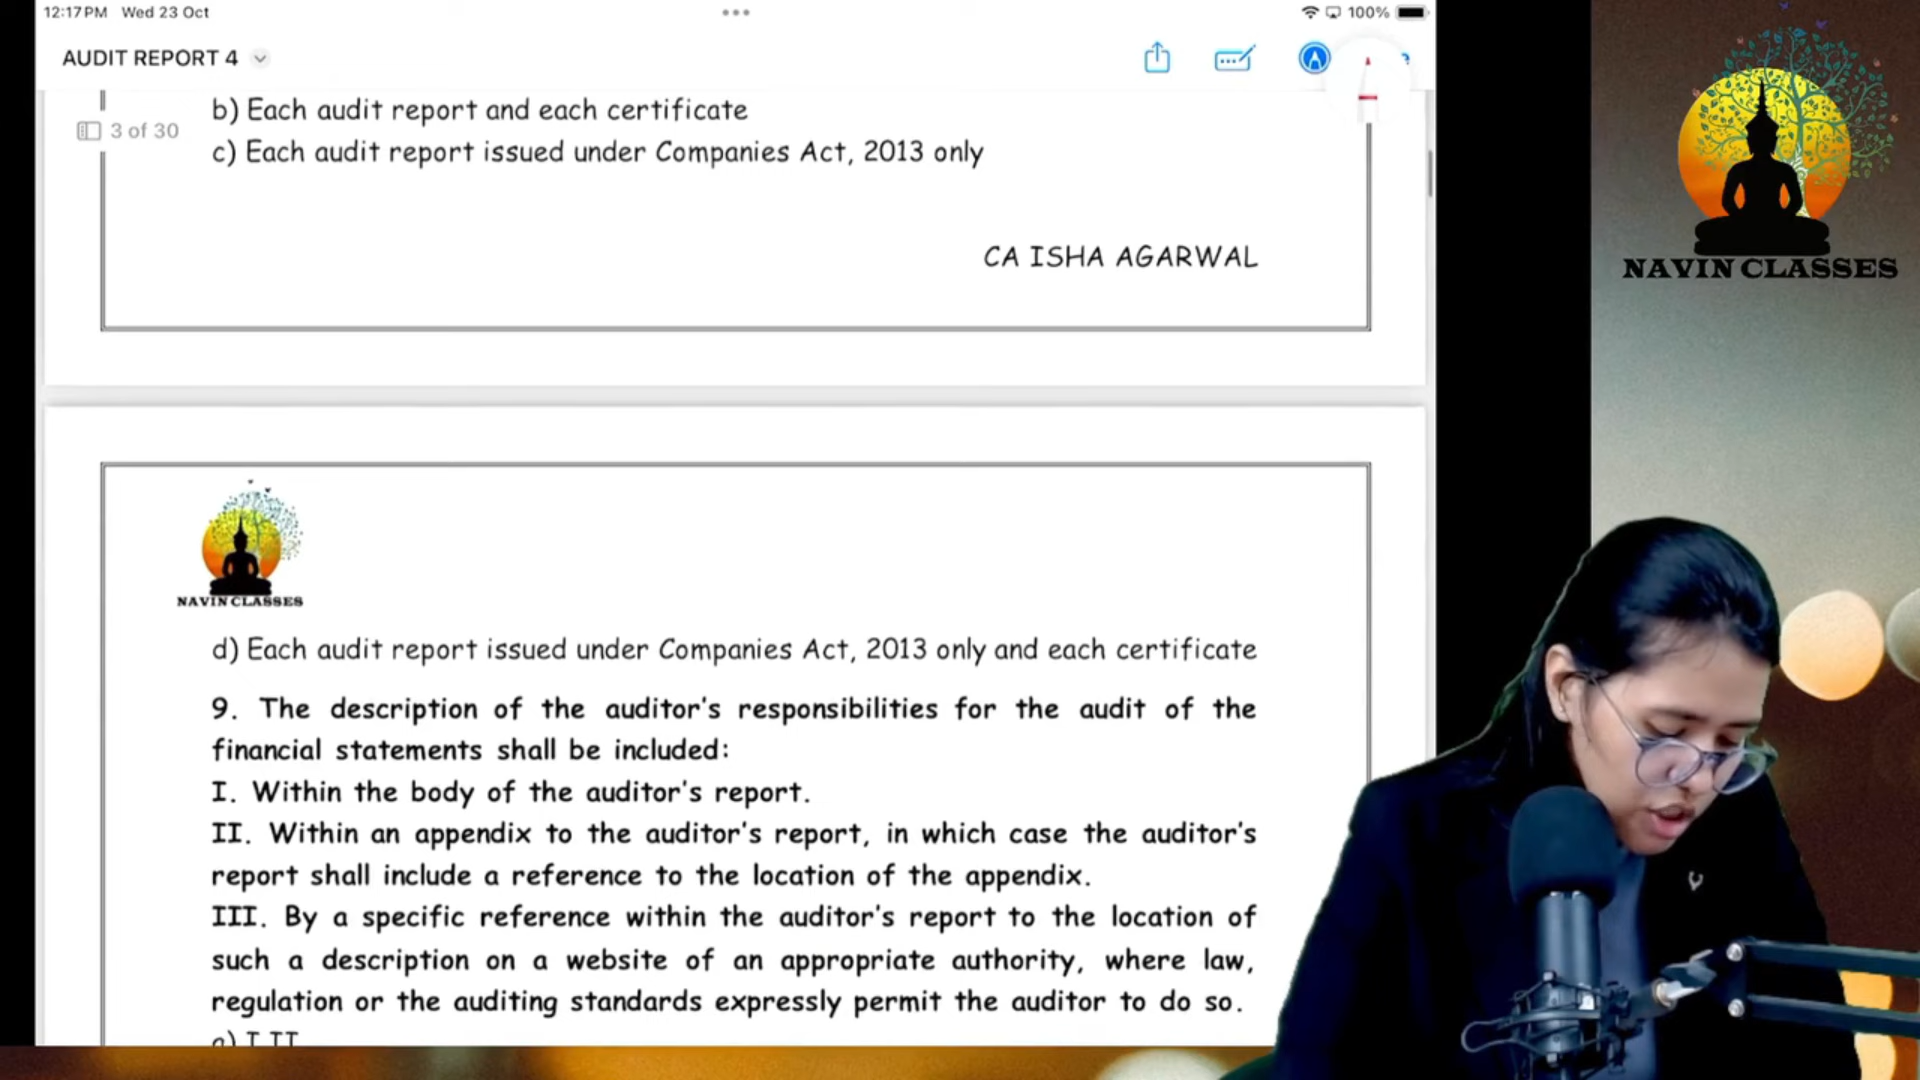 12:17 PM Wed 23 Oct
100%
AUDIT REPORT 4
3 of 30
b) Each audit report and each certificate
c) Each audit report issued under Companies Act, 2013 only
CA ISHA AGARWAL
NAVIN CLASSES
NAVIN CLASSES
d) Each audit report issued under Companies Act, 2013 only and each certificate
9. The description of the auditor's responsibilities for the audit of the
financial statements shall be included:
I. Within the body of the auditor's report.
II. Within an appendix to the auditor's report, in which case the auditor's
report shall include a reference to the location of the appendix.
III. By a specific reference within the auditor's report to the location of
such a description on a website of an appropriate authority, where law,
regulation or the auditing standards expressly permit the auditor to do so.